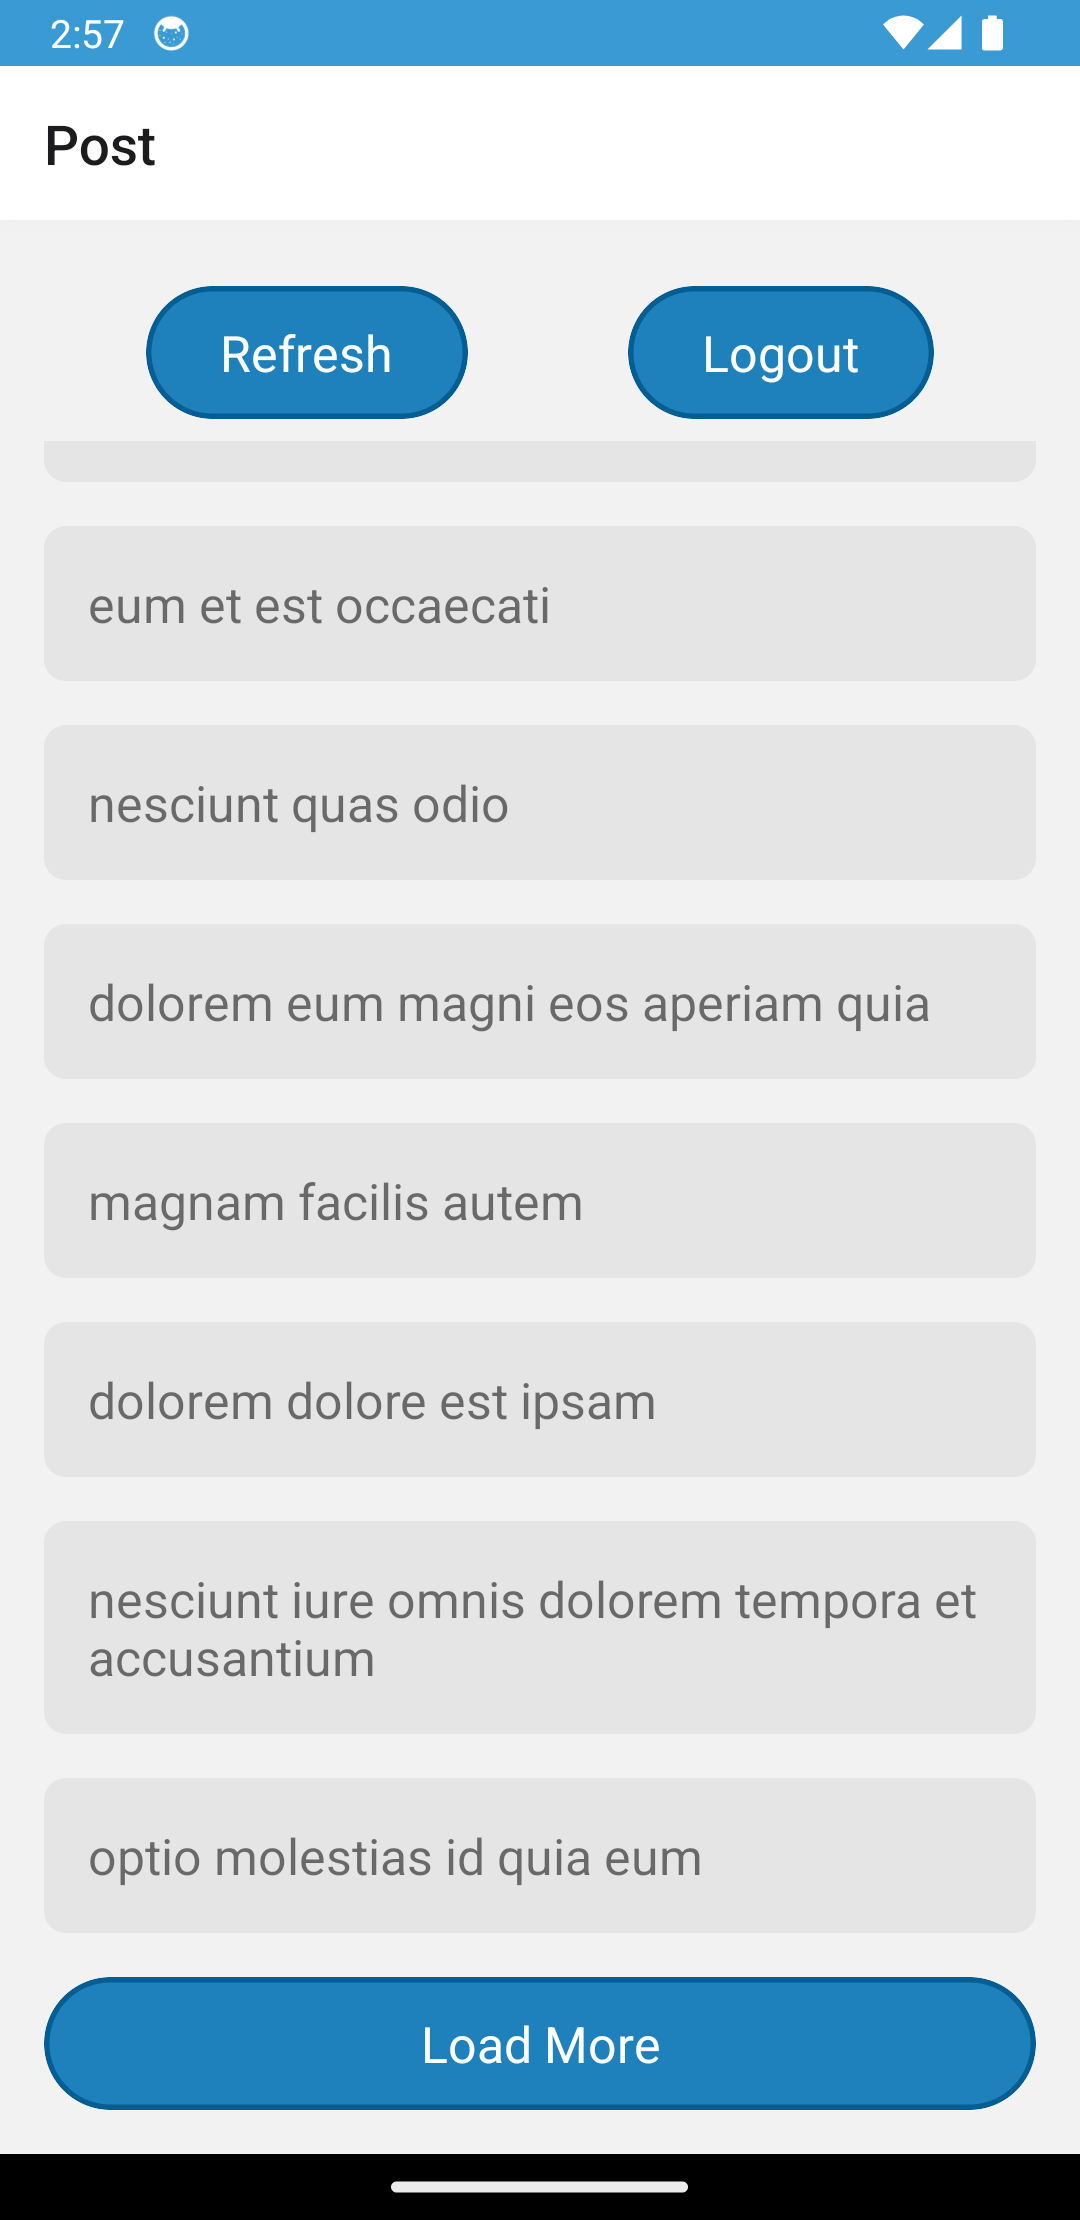 2:57
Post
Refresh
Logout
eum et est occaecati
nesciunt quas odio
dolorem eum magni eos aperiam quia
magnam facilis autem
dolorem dolore est ipsam
nesciunt iure omnis dolorem tempora et
accusantium
optio molestias id quia eum
Load More